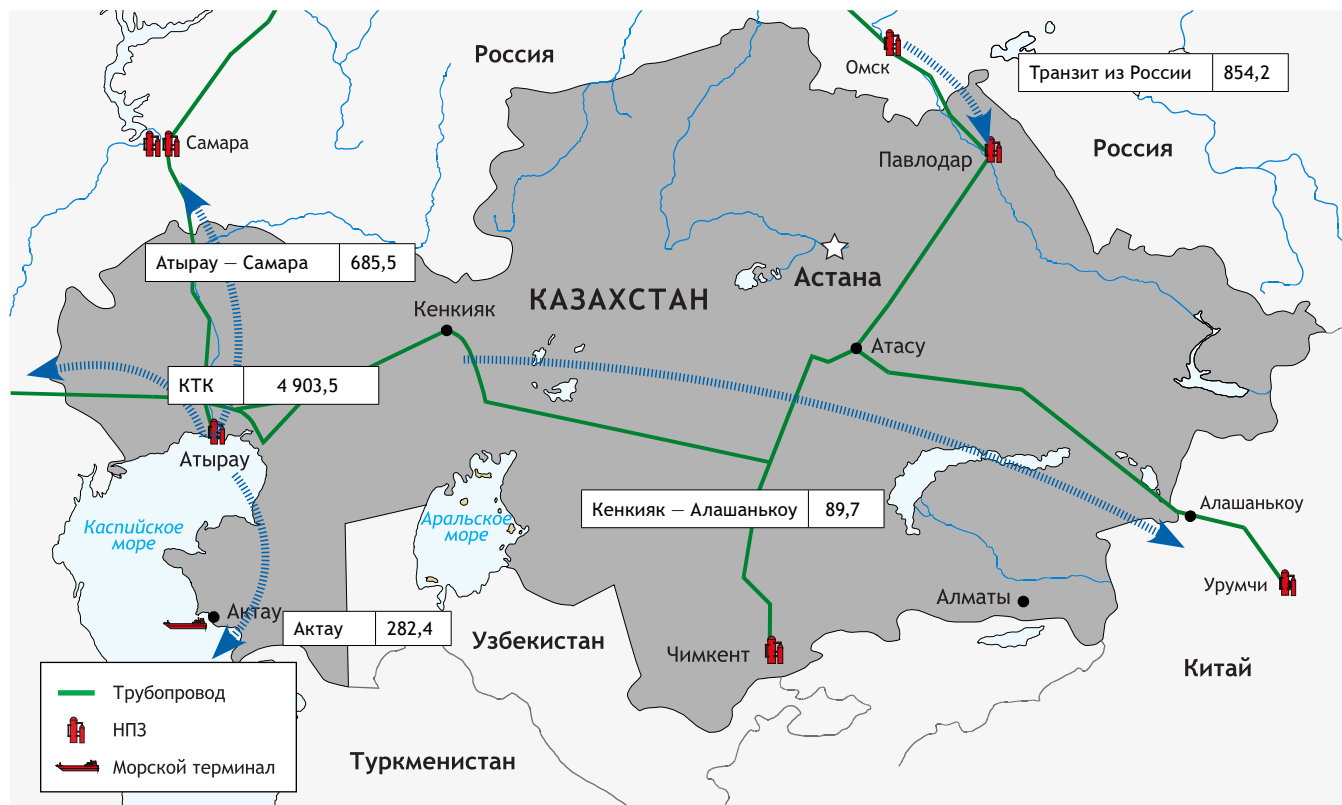 Россия
Омск
Транзит из России 854,2
Самара
Павлодар
Россия
Атырау — Самара 685,5
Астана
КАЗАХСТАН
Кенкияк
Атасу
КТК 4 903,5
Атырау
Каспийское
море
Аральское
море
Кенкияк — Алашанькоу 89,7
Алашанькоу
Урумчи
Алматы
Актау
Актау 282,4
Узбекистан
Чимкент
Китай
Трубопровод
НПЗ
Морской терминал
Туркменистан